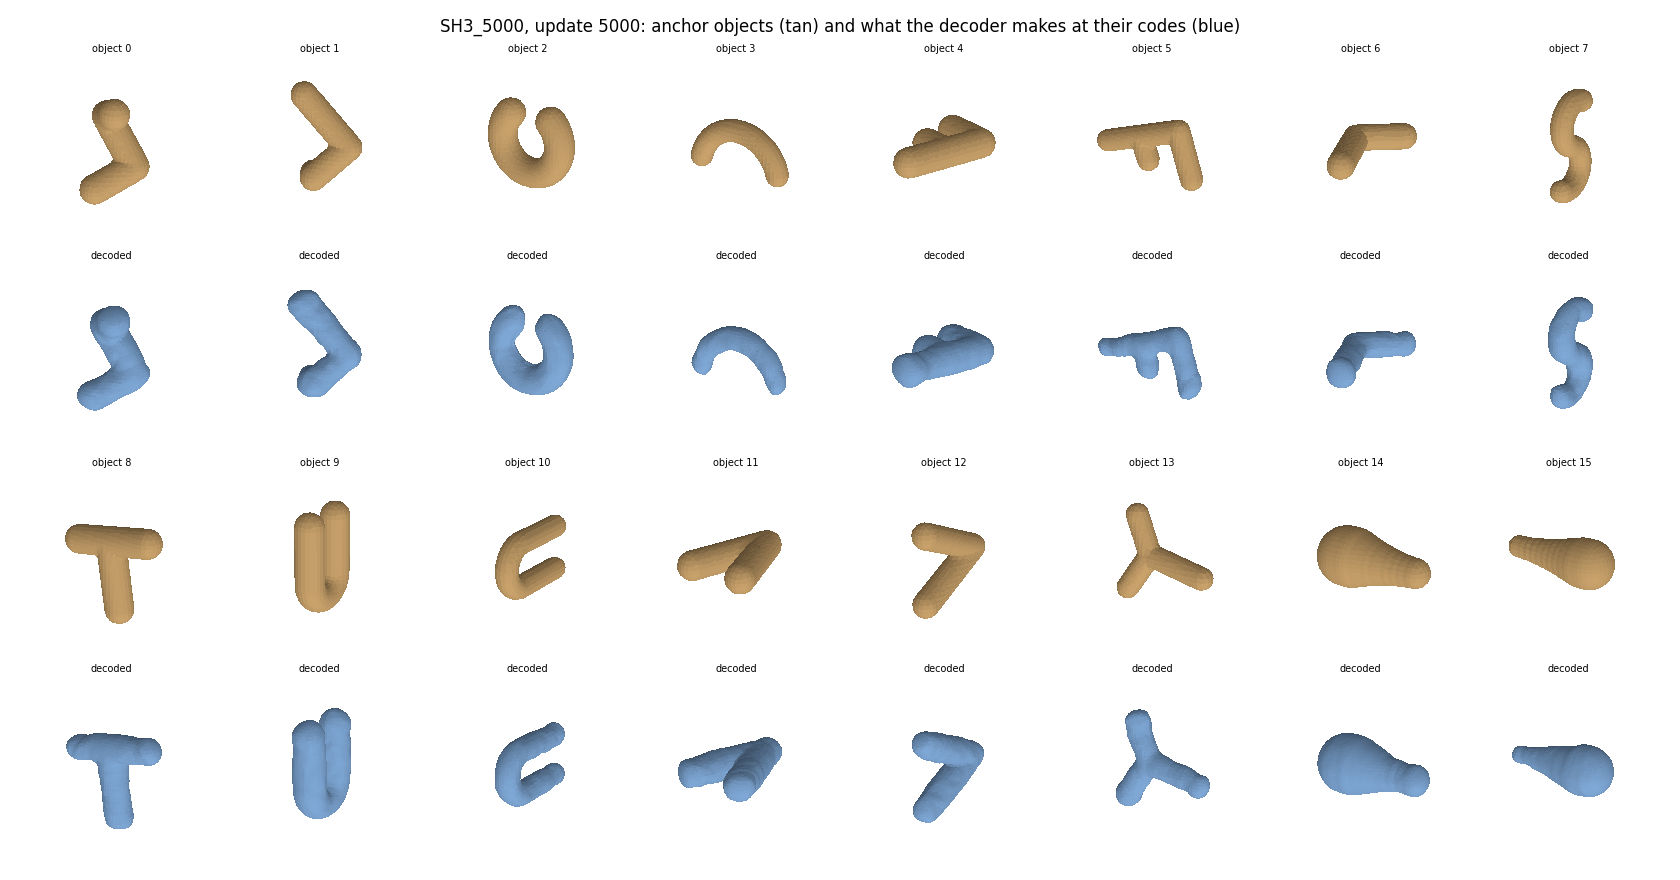 SH3_5000, update 5000: anchor objects (tan) and what the decoder makes at their codes (blue)
object 0 object 1 object 2 object 3 object 4 object 5 object 6 object 7
decoded decoded decoded decoded decoded decoded decoded decoded
object 8 object 9 object 10 object 11 object 12 object 13 object 14 object 15
decoded decoded decoded decoded decoded decoded decoded decoded